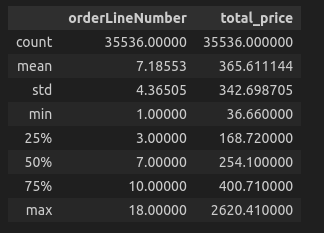 orderLineNumber total_price
count 35536.00000 35536.000000
mean 7.18553 365.611144
std 4.36505 342.698705
min 1.00000 36.660000
25% 3.00000 168.720000
50% 7.00000 254.100000
75% 10.00000 400.710000
max 18.00000 2620.410000